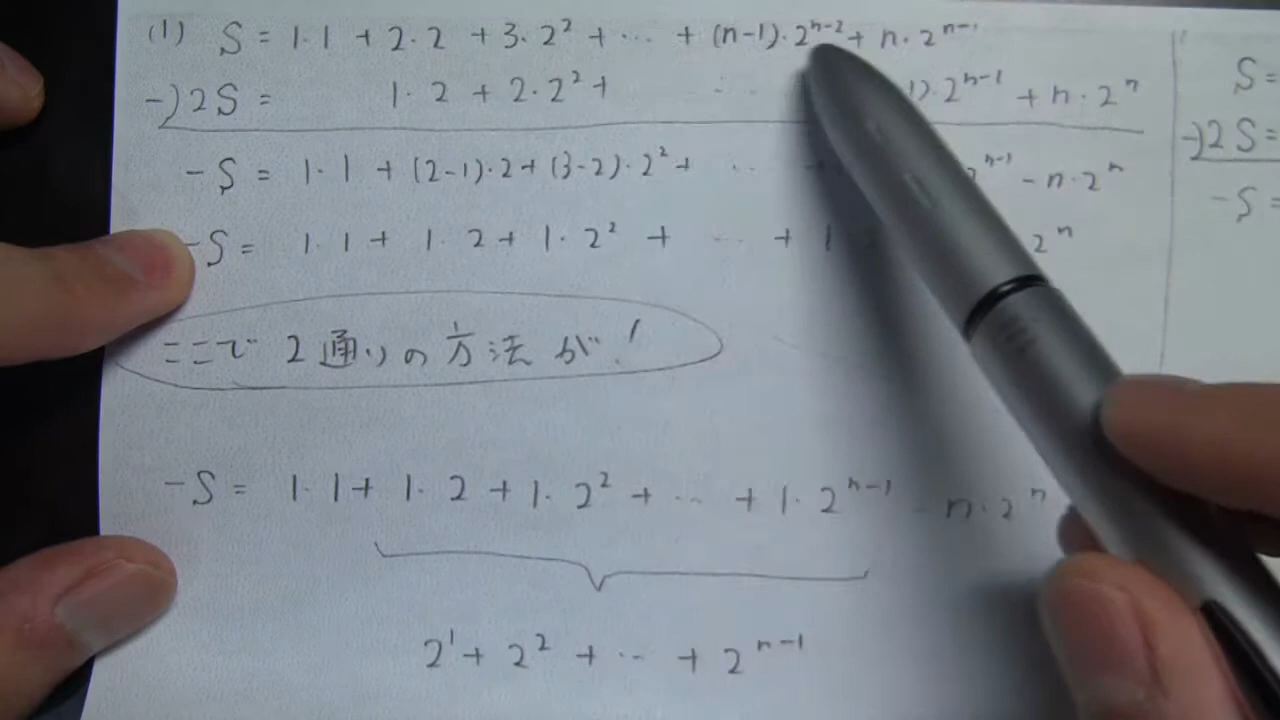 (1) S = 1·1 + 2·2 + 3·2² + … + (n-1)·2ⁿ⁻² + n·2ⁿ⁻
-) 2S = 1·2 + 2·2² + … 1)·2ⁿ⁻¹ + n·2ⁿ
-S = 1·1 + (2-1)·2 + (3-2)·2² + … + 2ⁿ⁻¹ - n·2ⁿ
-S = 1·1 + 1·2 + 1·2² + … + 1 2ⁿ
ここで 2通りの方法が!
-S = 1·1 + 1·2 + 1·2² + … + 1·2ⁿ⁻¹ - n·2ⁿ
2¹ + 2² + … + 2ⁿ⁻¹
S =
-) 2S =
-S =